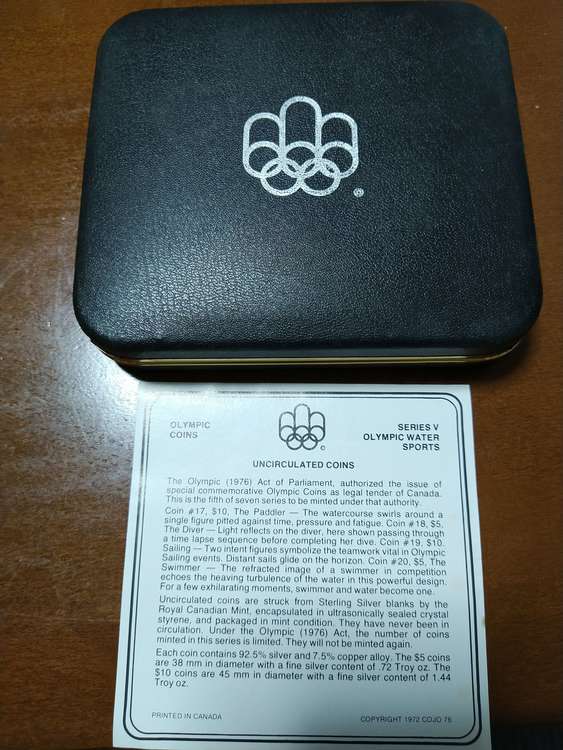 ®
OLYMPIC
COINS
©
SERIES V
OLYMPIC WATER
SPORTS
UNCIRCULATED COINS
The Olympic (1976) Act of Parliament, authorized the issue of
special commemorative Olympic Coins as legal tender of Canada.
This is the fifth of seven series to be minted under that authority.
Coin #17, $10, The Paddler — The watercourse swirls around a
single figure pitted against time, pressure and fatigue. Coin #18, $5,
The Diver — Light reflects on the diver, here shown passing through
a time lapse sequence before completing her dive. Coin #19, $10.
Sailing — Two intent figures symbolize the teamwork vital in Olympic
Sailing events. Distant sails glide on the horizon. Coin #20, $5, The
Swimmer — The refracted image of a swimmer in competition
echoes the heaving turbulence of the water in this powerful design.
For a few exhilarating moments, swimmer and water become one.
Uncirculated coins are struck from Sterling Silver blanks by the
Royal Canadian Mint, encapsulated in ultrasonically sealed crystal
styrene, and packaged in mint condition. They have never been in
circulation. Under the Olympic (1976) Act, the number of coins
minted in this series is limited. They will not be minted again.
Each coin contains 92.5% silver and 7.5% copper alloy. The $5 coins
are 38 mm in diameter with a fine silver content of .72 Troy oz. The
$10 coins are 45 mm in diameter with a fine silver content of 1.44
Troy oz.
PRINTED IN CANADA
COPYRIGHT 1972 COJO 76